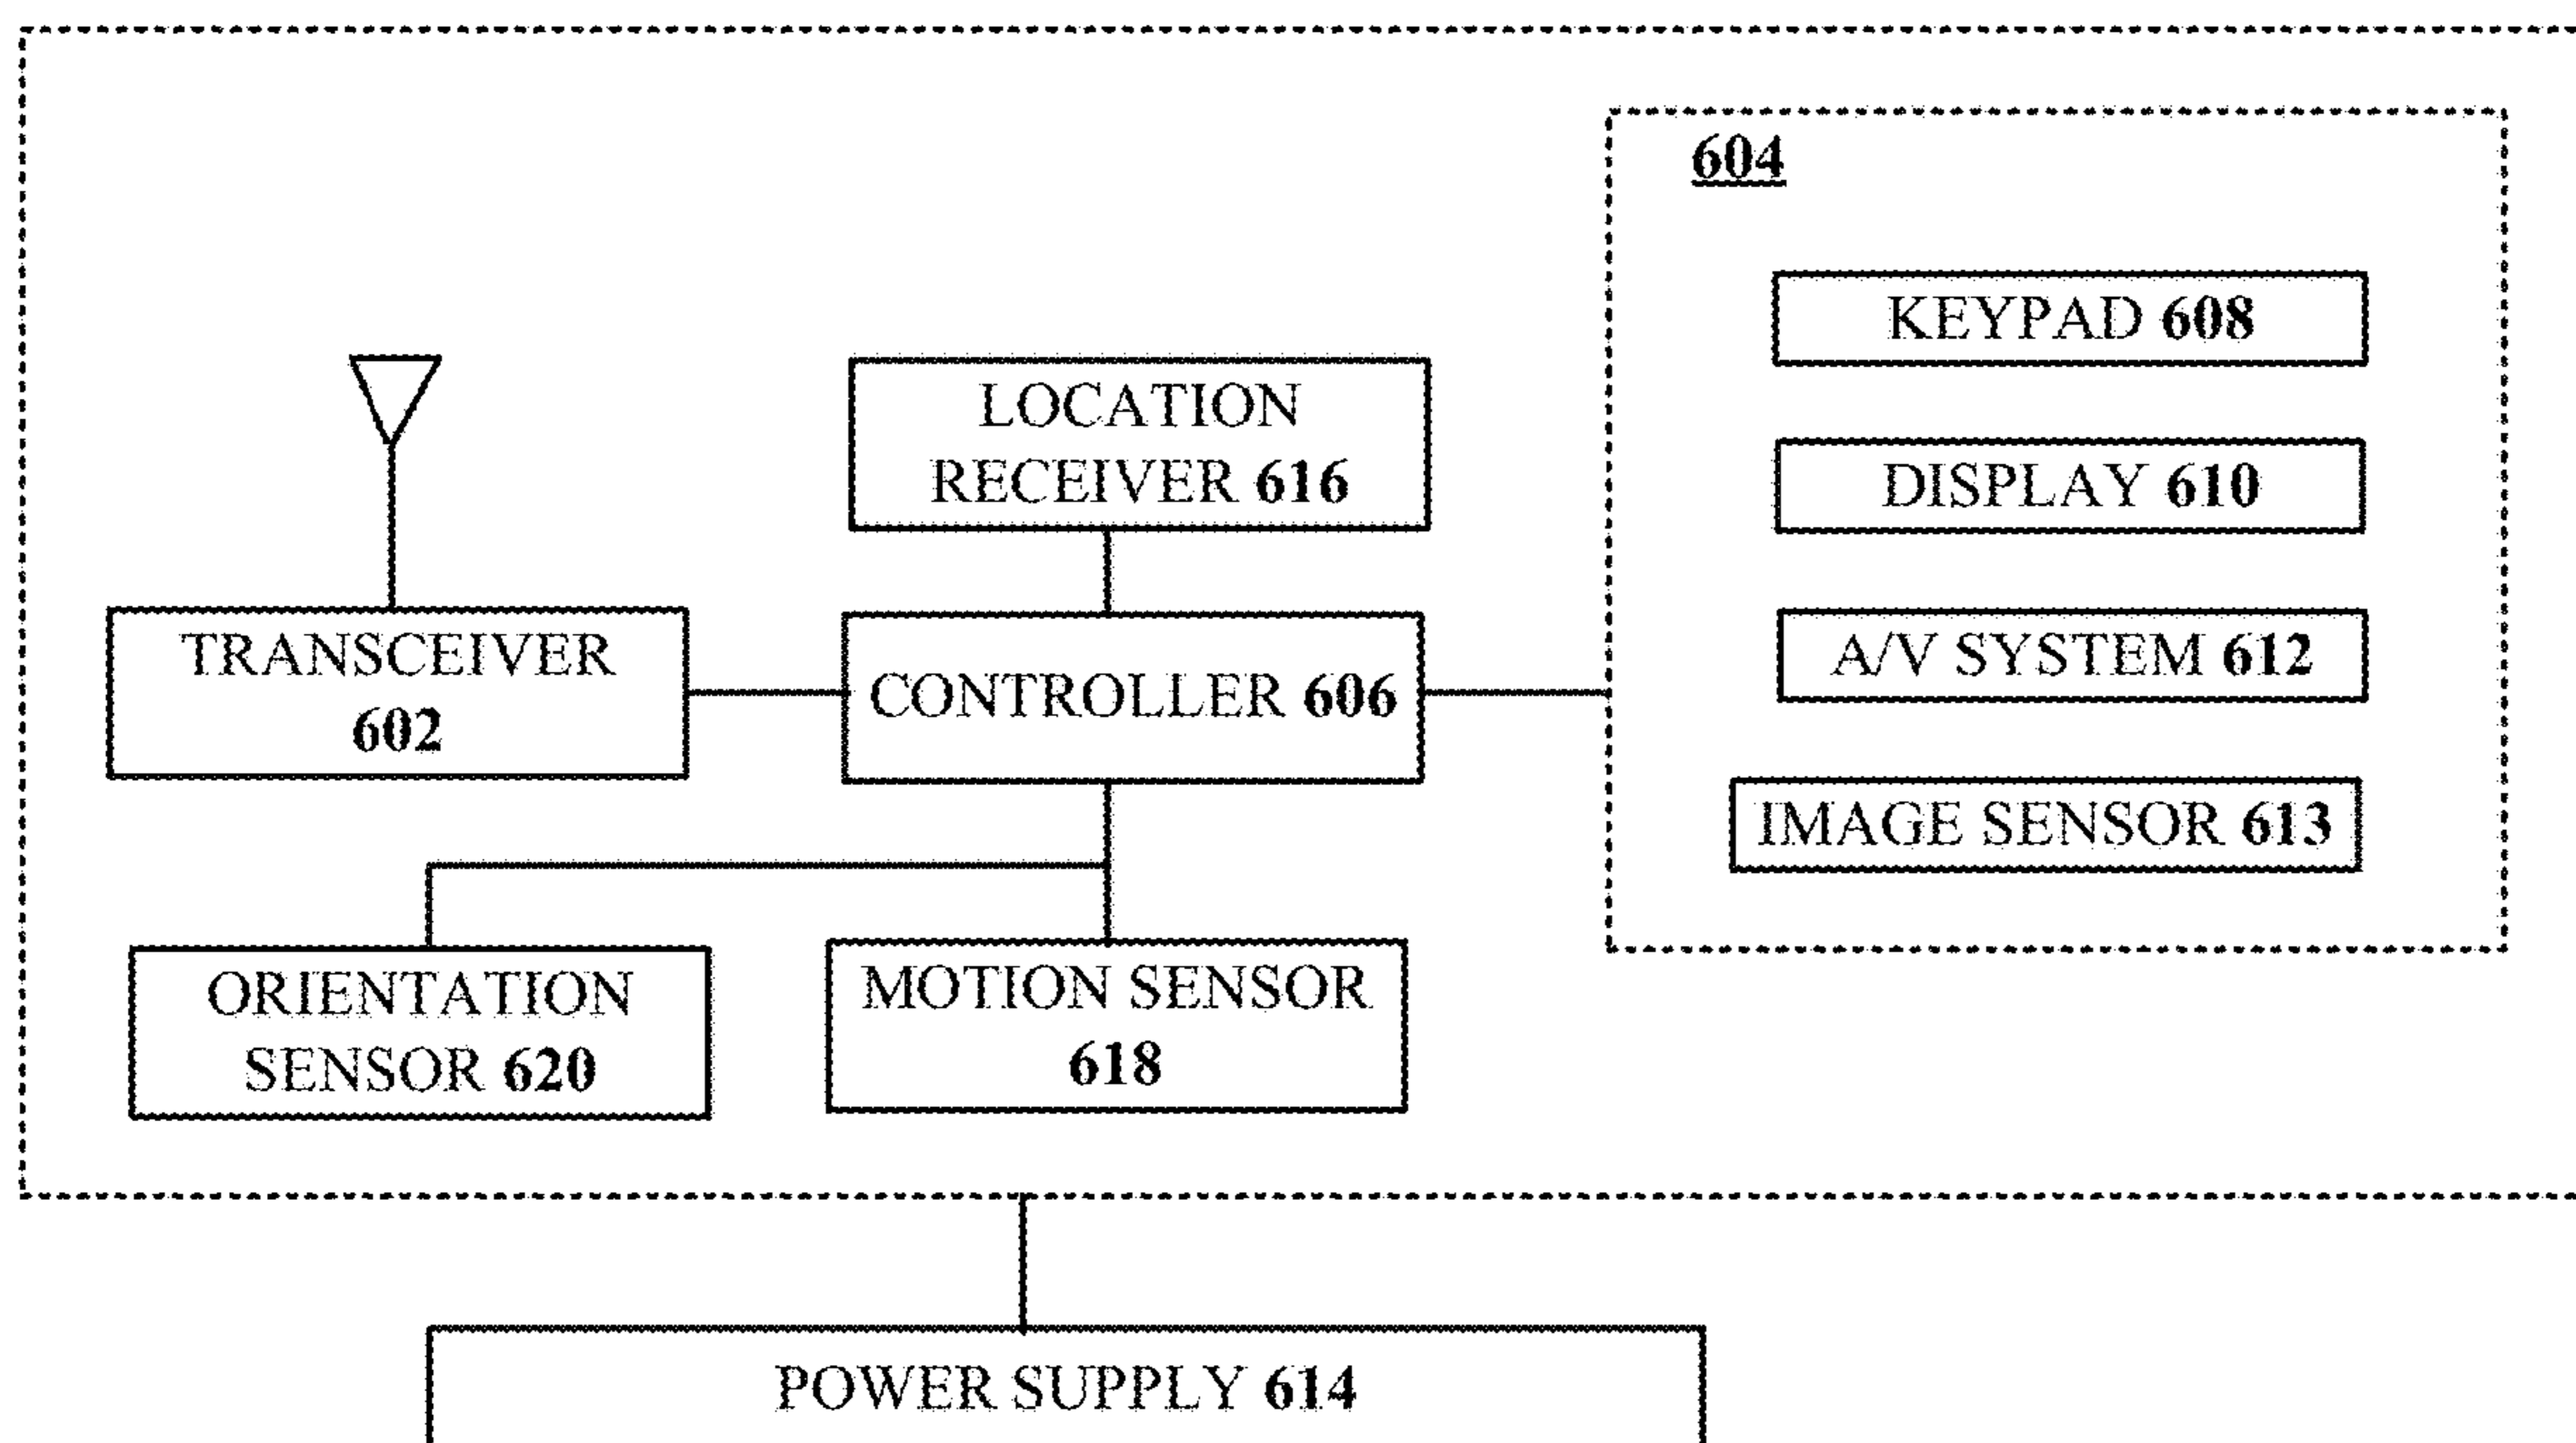 604
KEYPAD 608
LOCATION
RECEIVER 616
DISPLAY 610
TRANSCEIVER
602
CONTROLLER 606
A/V SYSTEM 612
IMAGE SENSOR 613
ORIENTATION
SENSOR 620
MOTION SENSOR
618
POWER SUPPLY 614